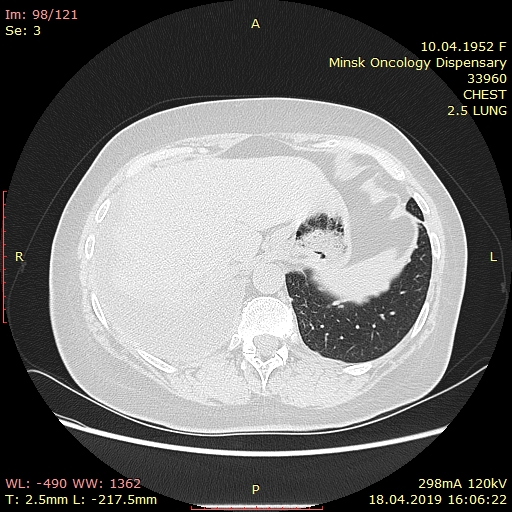 Im: 98/121
Se: 3
A
10.04.1952 F
Minsk Oncology Dispensary
33960
CHEST
2.5 LUNG
R
L
WL: -490 WW: 1362
T: 2.5mm L: -217.5mm
P
298mA 120kV
18.04.2019 16:06:22